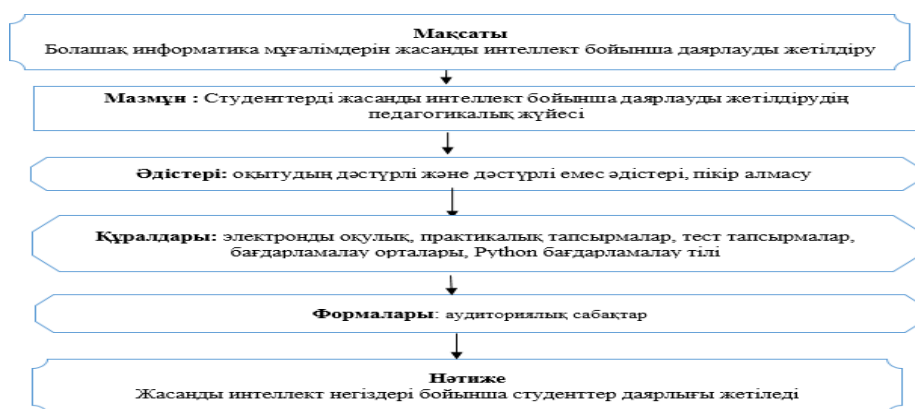 Мақсаты
Болашақ информатика мұғалімдерін жасанды интеллект бойынша даярлауды жетілдіру
Мазмұн : Студенттерді жасанды интеллект бойынша даярлауды жетілдірудің
педагогикалық жүйесі
Әдістері: оқытудың дәстүрлі және дәстүрлі емес әдістері, пікір алмасу
Құралдары: электронды оқулық, практикалық тапсырмалар, тест тапсырмалар,
бағдарламалау орталары, Python бағдарламалау тілі
Формалары: аудиториялық сабақтар
Нәтиже
Жасанды интеллект негіздері бойынша студенттер даярлығы жетіледі